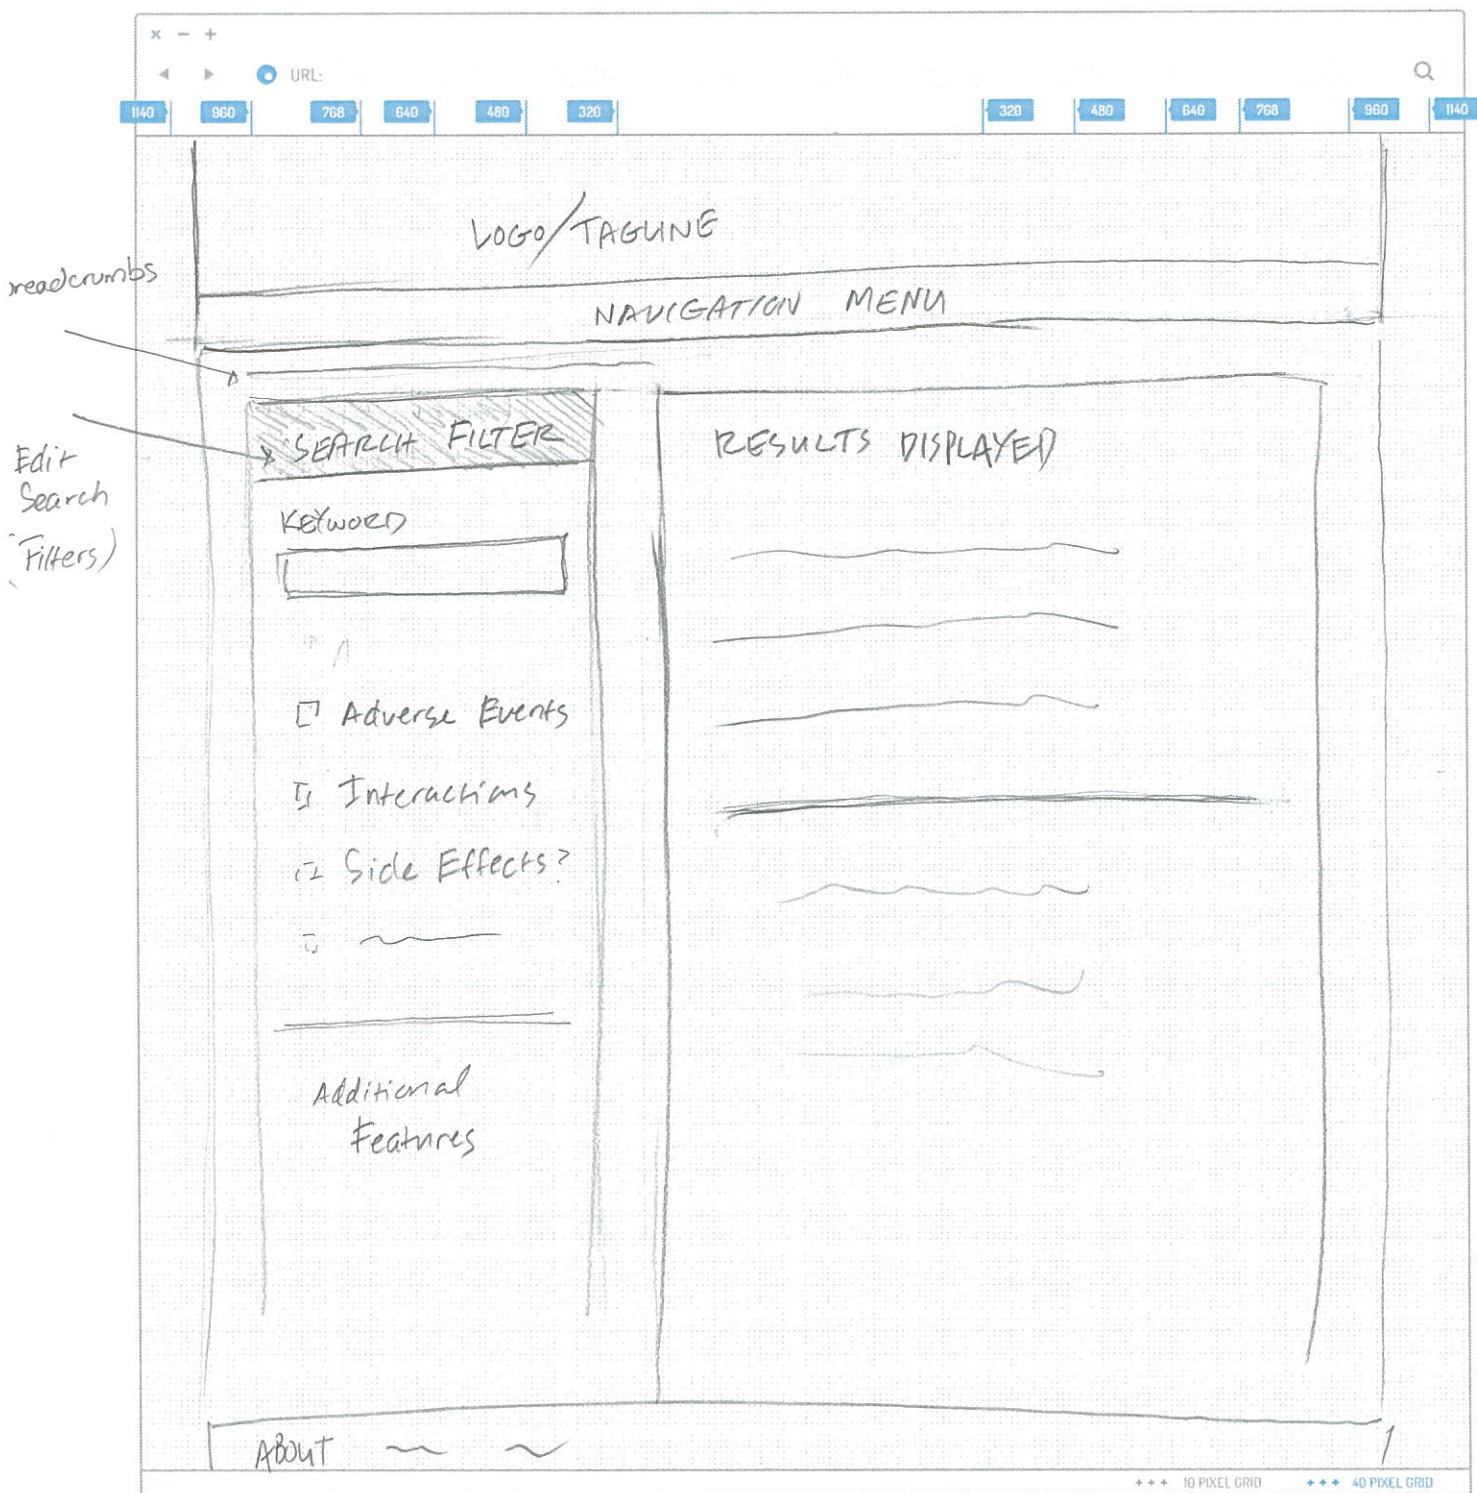 URL:
1140 960 768 640 480 320 320 480 640 768 960 1140
LOGO/TAGLINE
readcrumbs
NAVIGATION MENU
SEARCH FILTER
RESULTS DISPLAYED
Edit
Search
(Filters)
KEYWORD
Adverse Events
Interactions
Side Effects?
Additional
Features
ABOUT
+++ 10 PIXEL GRID +++ 40 PIXEL GRID